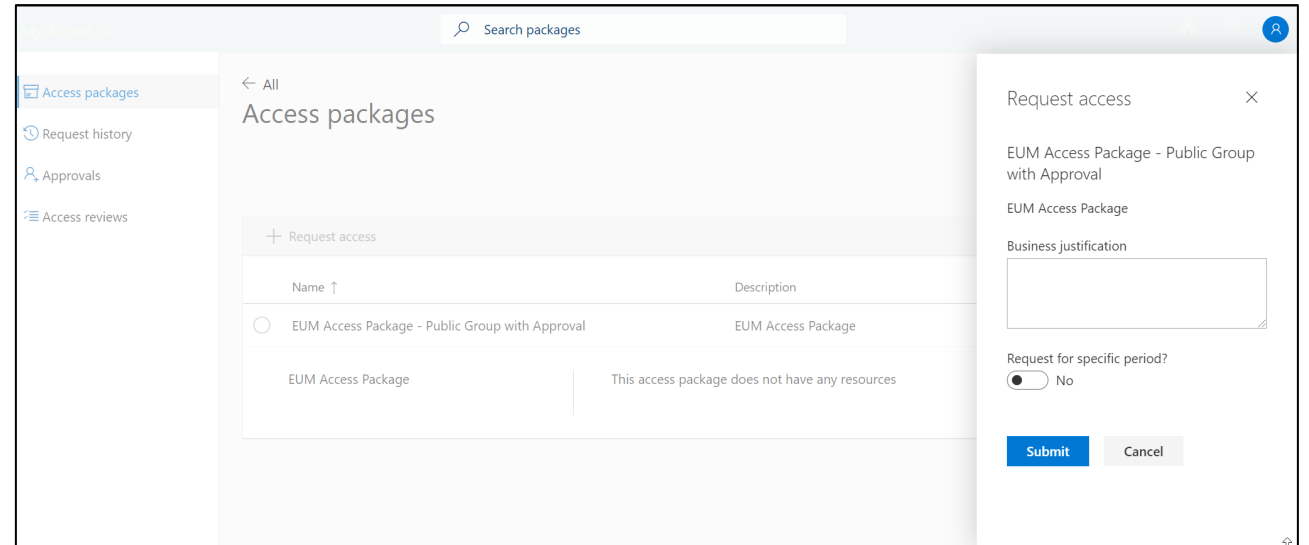 Search packages
Access packages
Request history
Approvals
Access reviews
← All
Access packages
+ Request access
Name ↑ Description
EUM Access Package - Public Group with Approval EUM Access Package
EUM Access Package This access package does not have any resources
Request access
EUM Access Package - Public Group
with Approval
EUM Access Package
Business justification
Request for specific period?
No
Submit Cancel